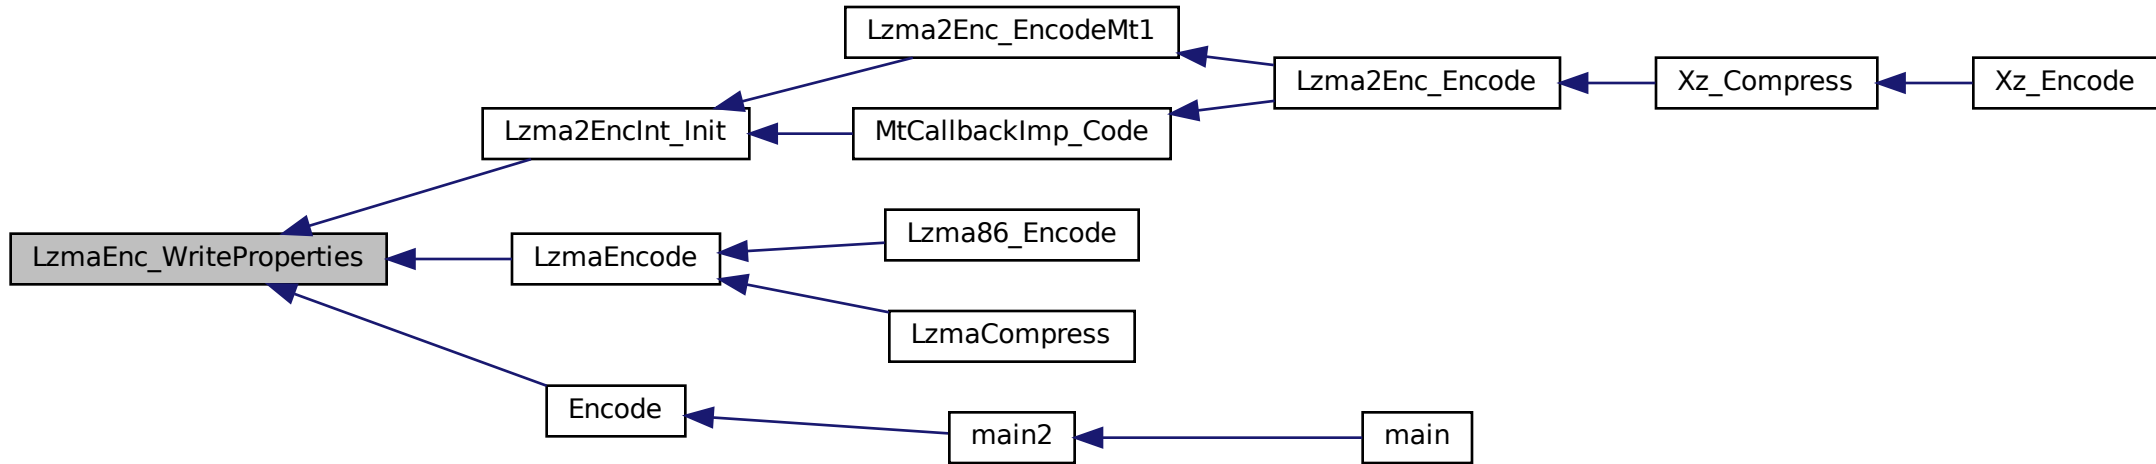 Lzma2Enc_EncodeMt1
Lzma2Enc_Encode
Xz_Compress
Xz_Encode
Lzma2EncInt_Init
MtCallbackImp_Code
LzmaEnc_WriteProperties
LzmaEncode
Lzma86_Encode
LzmaCompress
Encode
main2
main